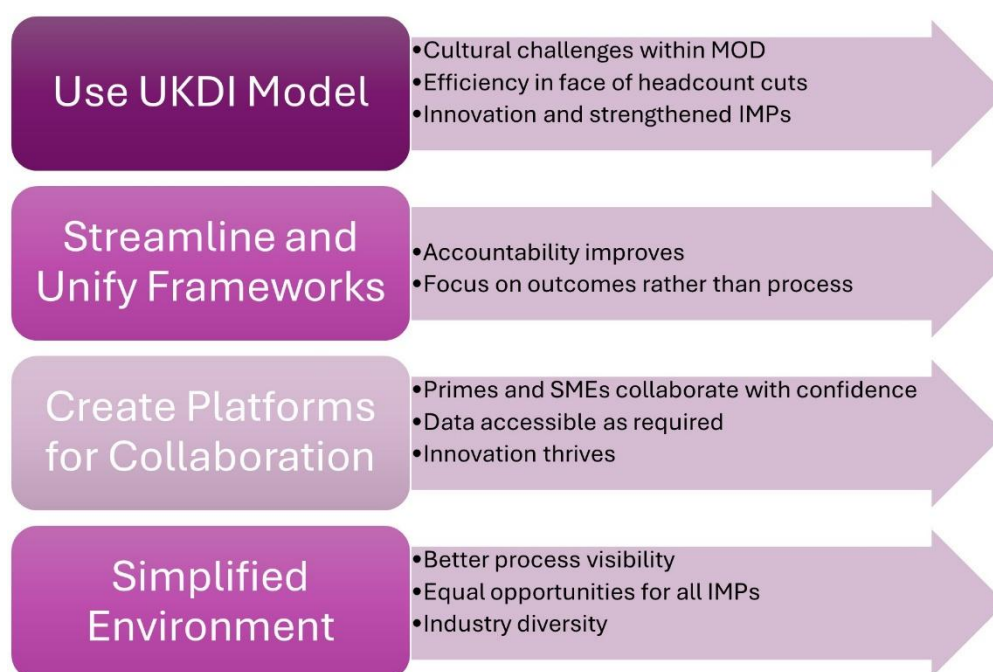 Use UKDI Model
•Cultural challenges within MOD
•Efficiency in face of headcount cuts
•Innovation and strengthened IMPs
Streamline and
Unify Frameworks
•Accountability improves
•Focus on outcomes rather than process
Create Platforms
for Collaboration
•Primes and SMEs collaborate with confidence
•Data accessible as required
•Innovation thrives
Simplified
Environment
•Better process visibility
•Equal opportunities for all IMPs
•Industry diversity